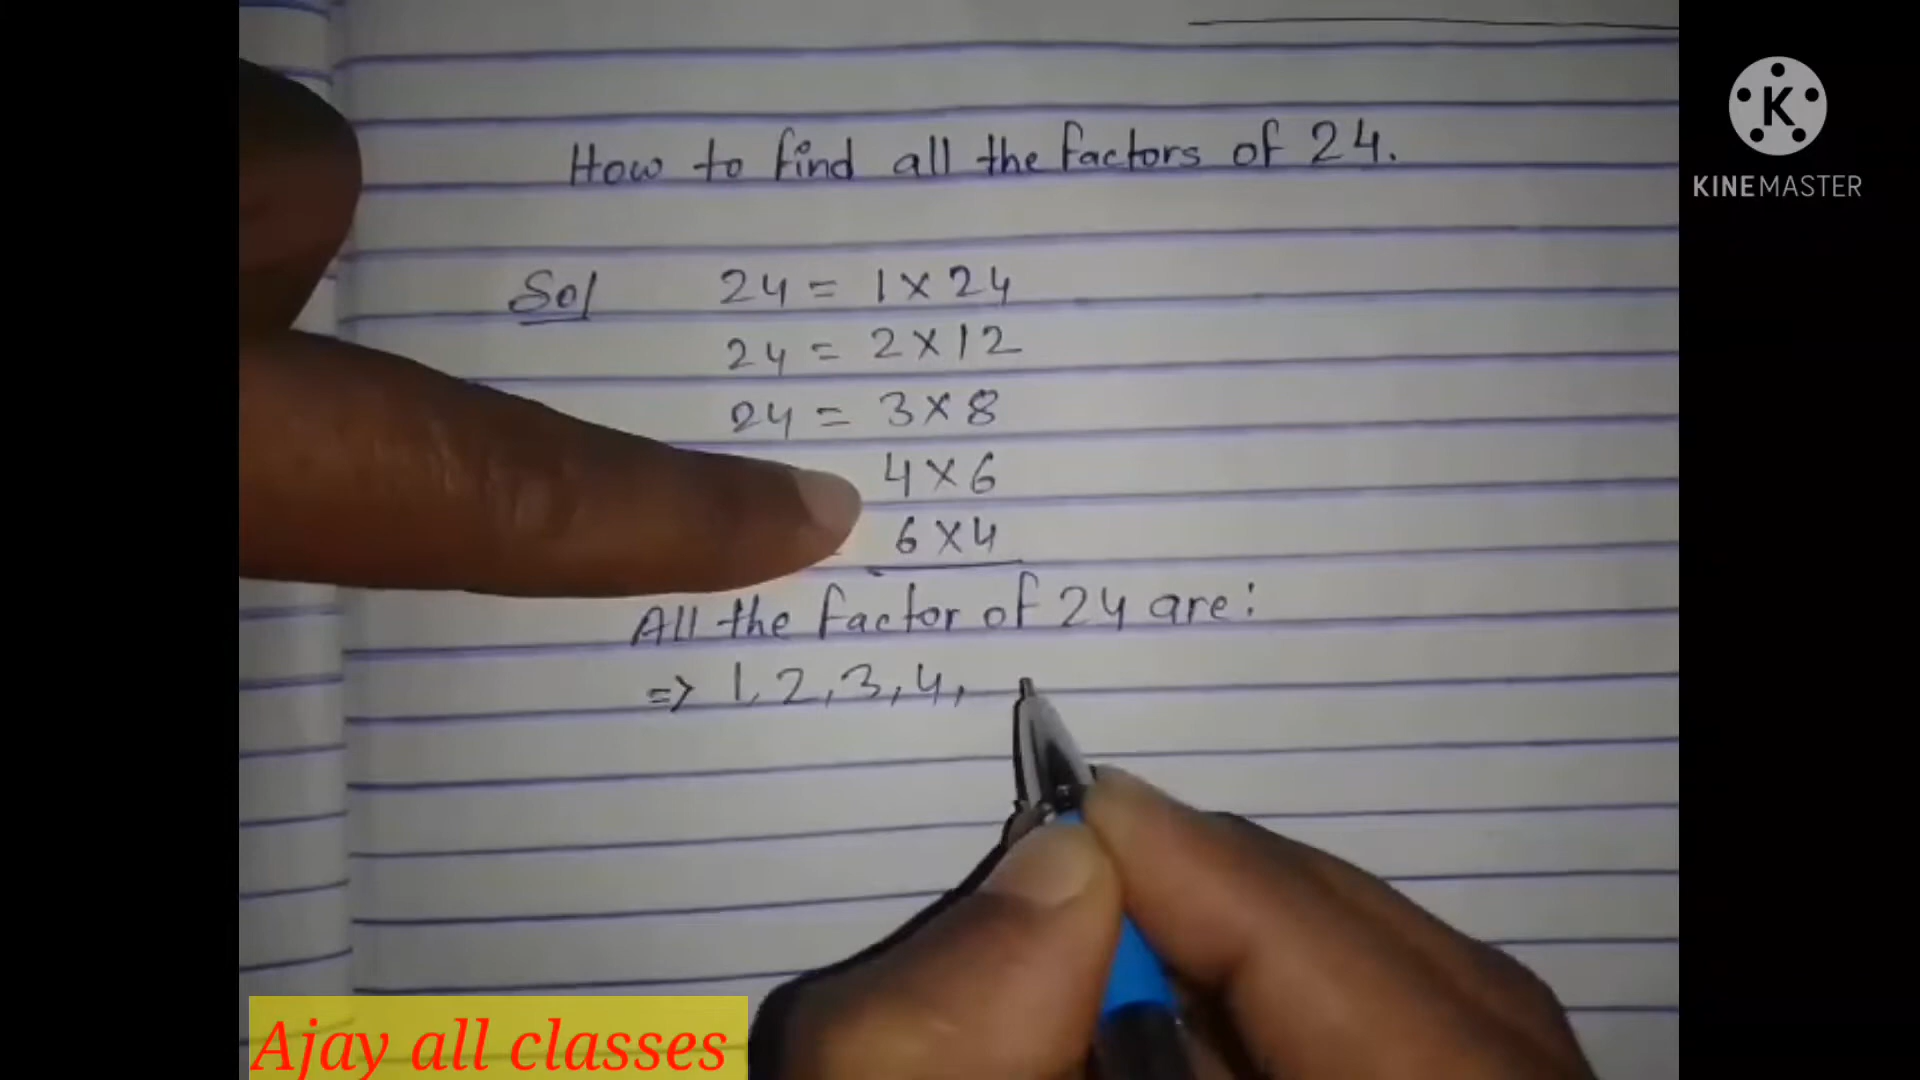 How to find all the factors of 24.
Sol 24 = 1 × 24
24 = 2 × 12
24 = 3 × 8
4 × 6
6 × 4
All the factor of 24 are:
=> 1, 2, 3, 4,
K
KINEMASTER
Ajay all classes